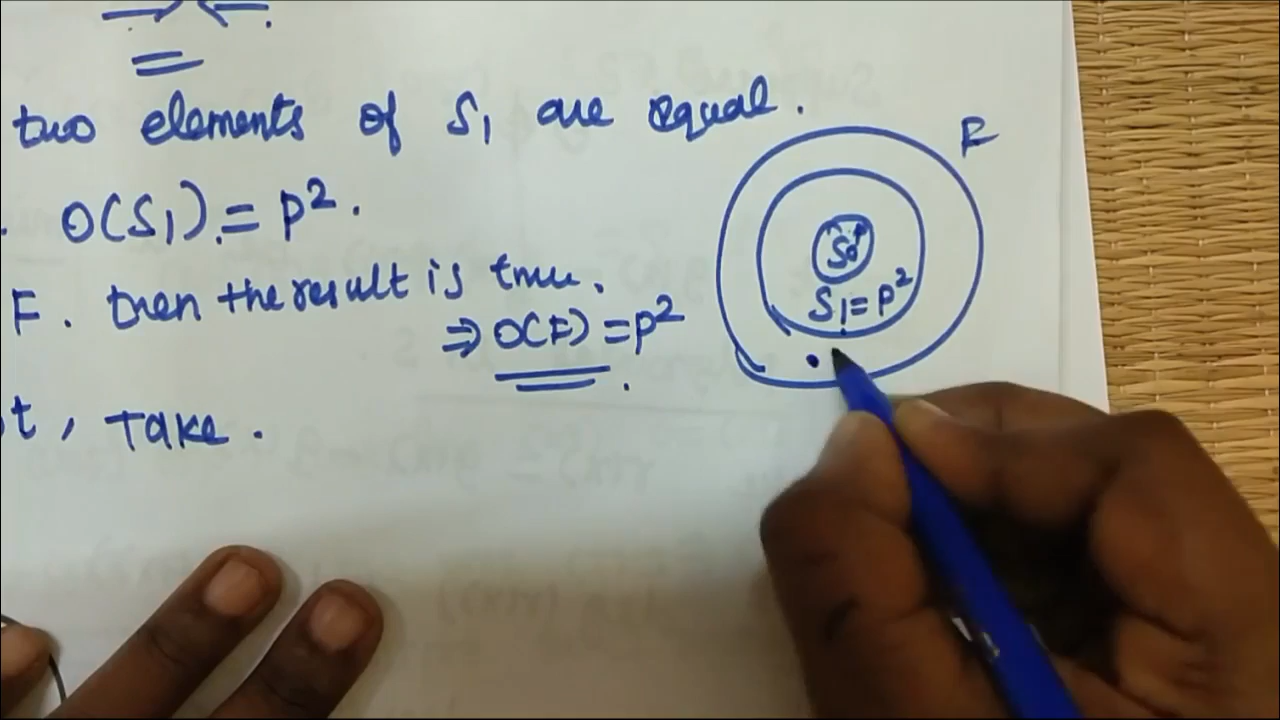 two elements of S₁ are equal.
. O(S₁) = p².
F. then the result is true.
⇒ O(F) = p²
t, Take.
F
S₀
S₁ = p²